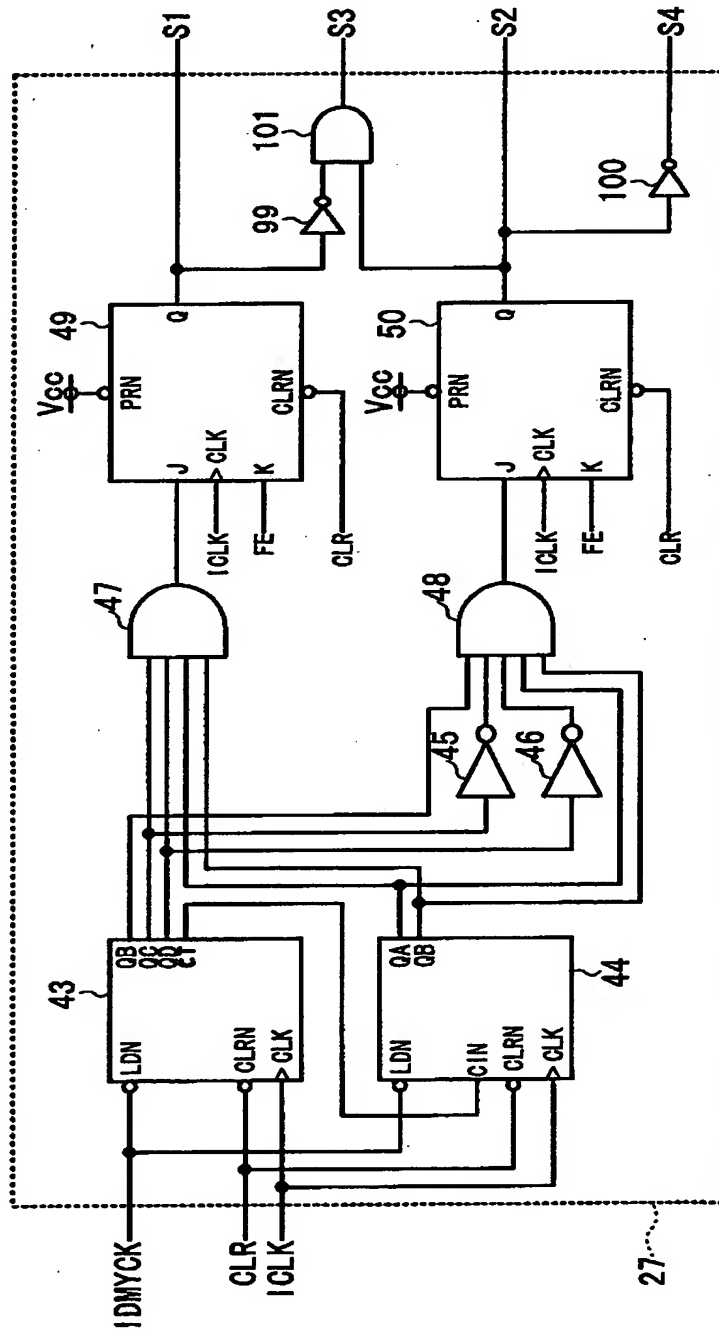 IDMYCK
CLR
ICLK
27
43
LDN
CLRN
CLK
QB
QC
QD
CT
44
LDN
CIN
CLRN
CLK
QA
QB
45
46
47
48
49
Vcc
PRN
J
CLK
K
CLRN
Q
ICLK
FE
CLR
50
Vcc
PRN
J
CLK
K
CLRN
Q
ICLK
FE
CLR
99
101
100
S1
S3
S2
S4